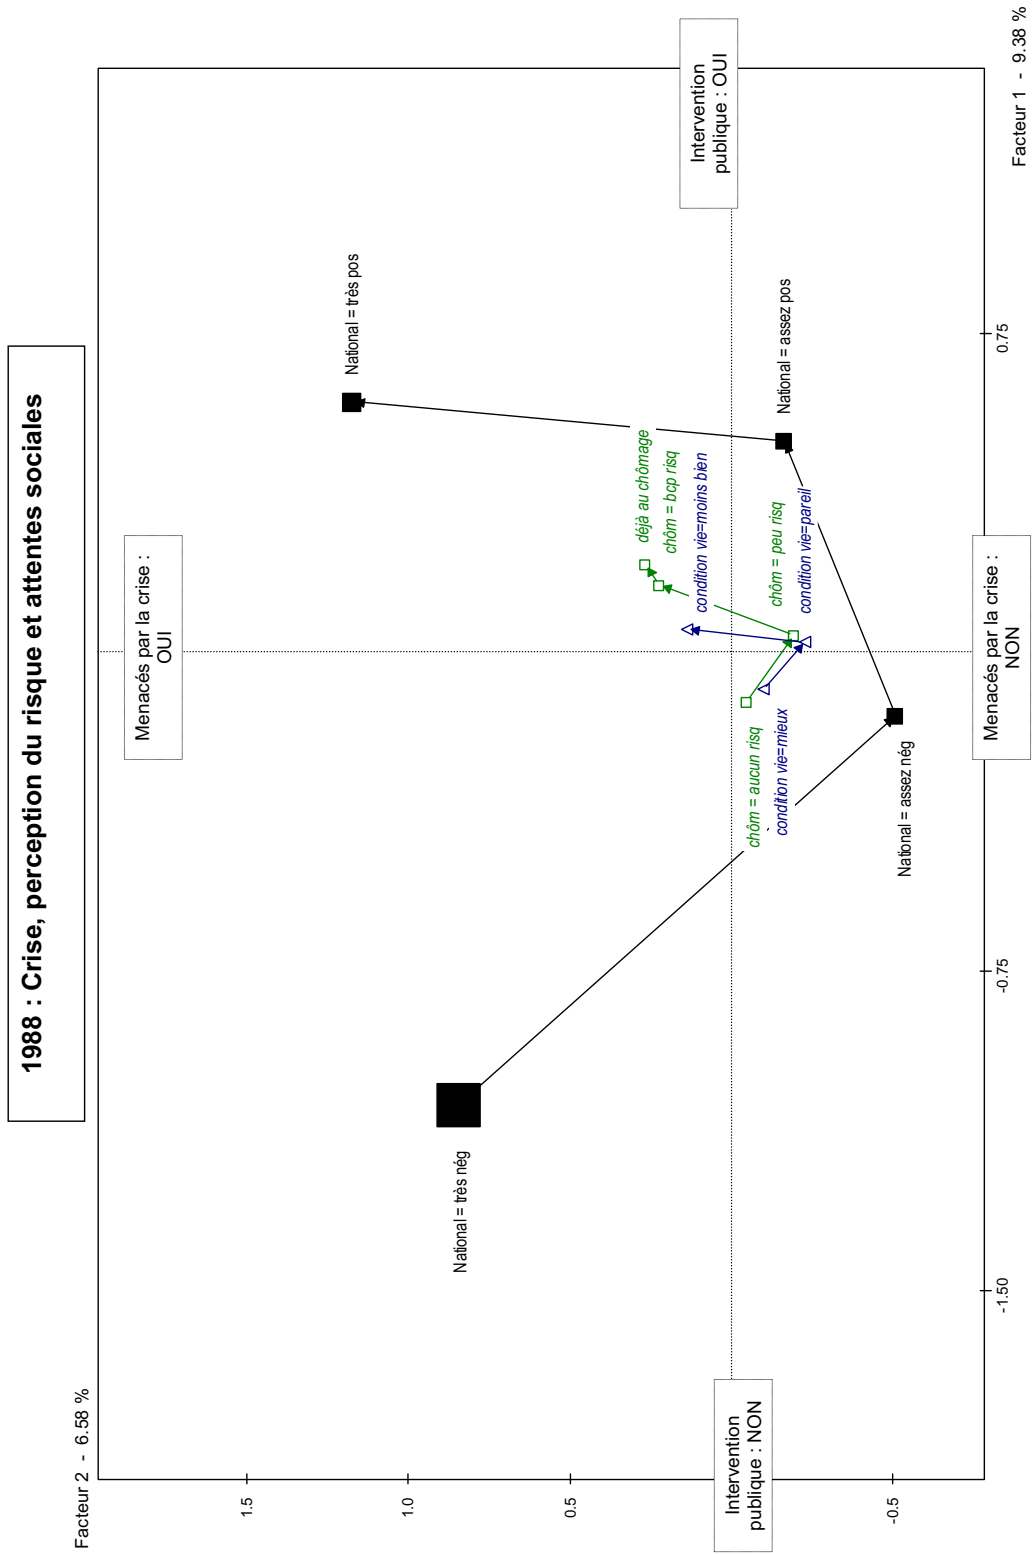 1988 : Crise, perception du risque et attentes sociales
Facteur 2 - 6.58 %
Menacés par la crise :
OUI
1.5
National = très pos
1.0
National = très nég
0.5
déjà au chômage
chôm = bcp risq
condition vie=moins bien
Intervention
publique : NON
Intervention
publique : OUI
chôm = aucun risq
chôm = peu risq
National = assez pos
condition vie=mieux
condition vie=pareil
-0.5
National = assez nég
Menacés par la crise :
NON
-1.50
-0.75
0.75
Facteur 1 - 9.38 %